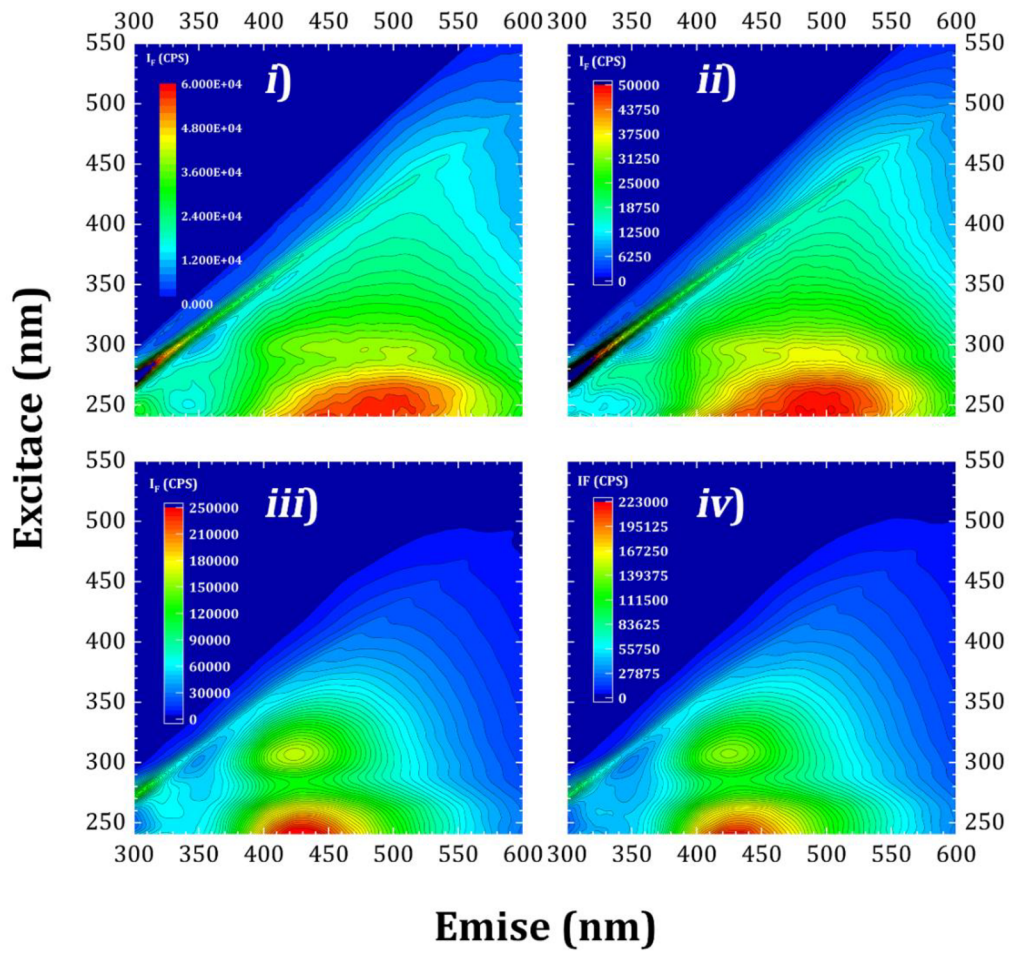 300 350 400 450 500 550 600 300 350 400 450 500 550 600
550 550
500 500
450 450
400 400
350 350
300 300
250 250
I_F (CPS)
i)
6.000E+04
4.800E+04
3.600E+04
2.400E+04
1.200E+04
0.000
I_F (CPS)
ii)
50000
43750
37500
31250
25000
18750
12500
6250
0
Excitace (nm)
550 550
500 500
450 450
400 400
350 350
300 300
250 250
I_F (CPS)
iii)
250000
210000
180000
150000
120000
90000
60000
30000
0
IF (CPS)
iv)
223000
195125
167250
139375
111500
83625
55750
27875
0
300 350 400 450 500 550 600 300 350 400 450 500 550 600
Emise (nm)